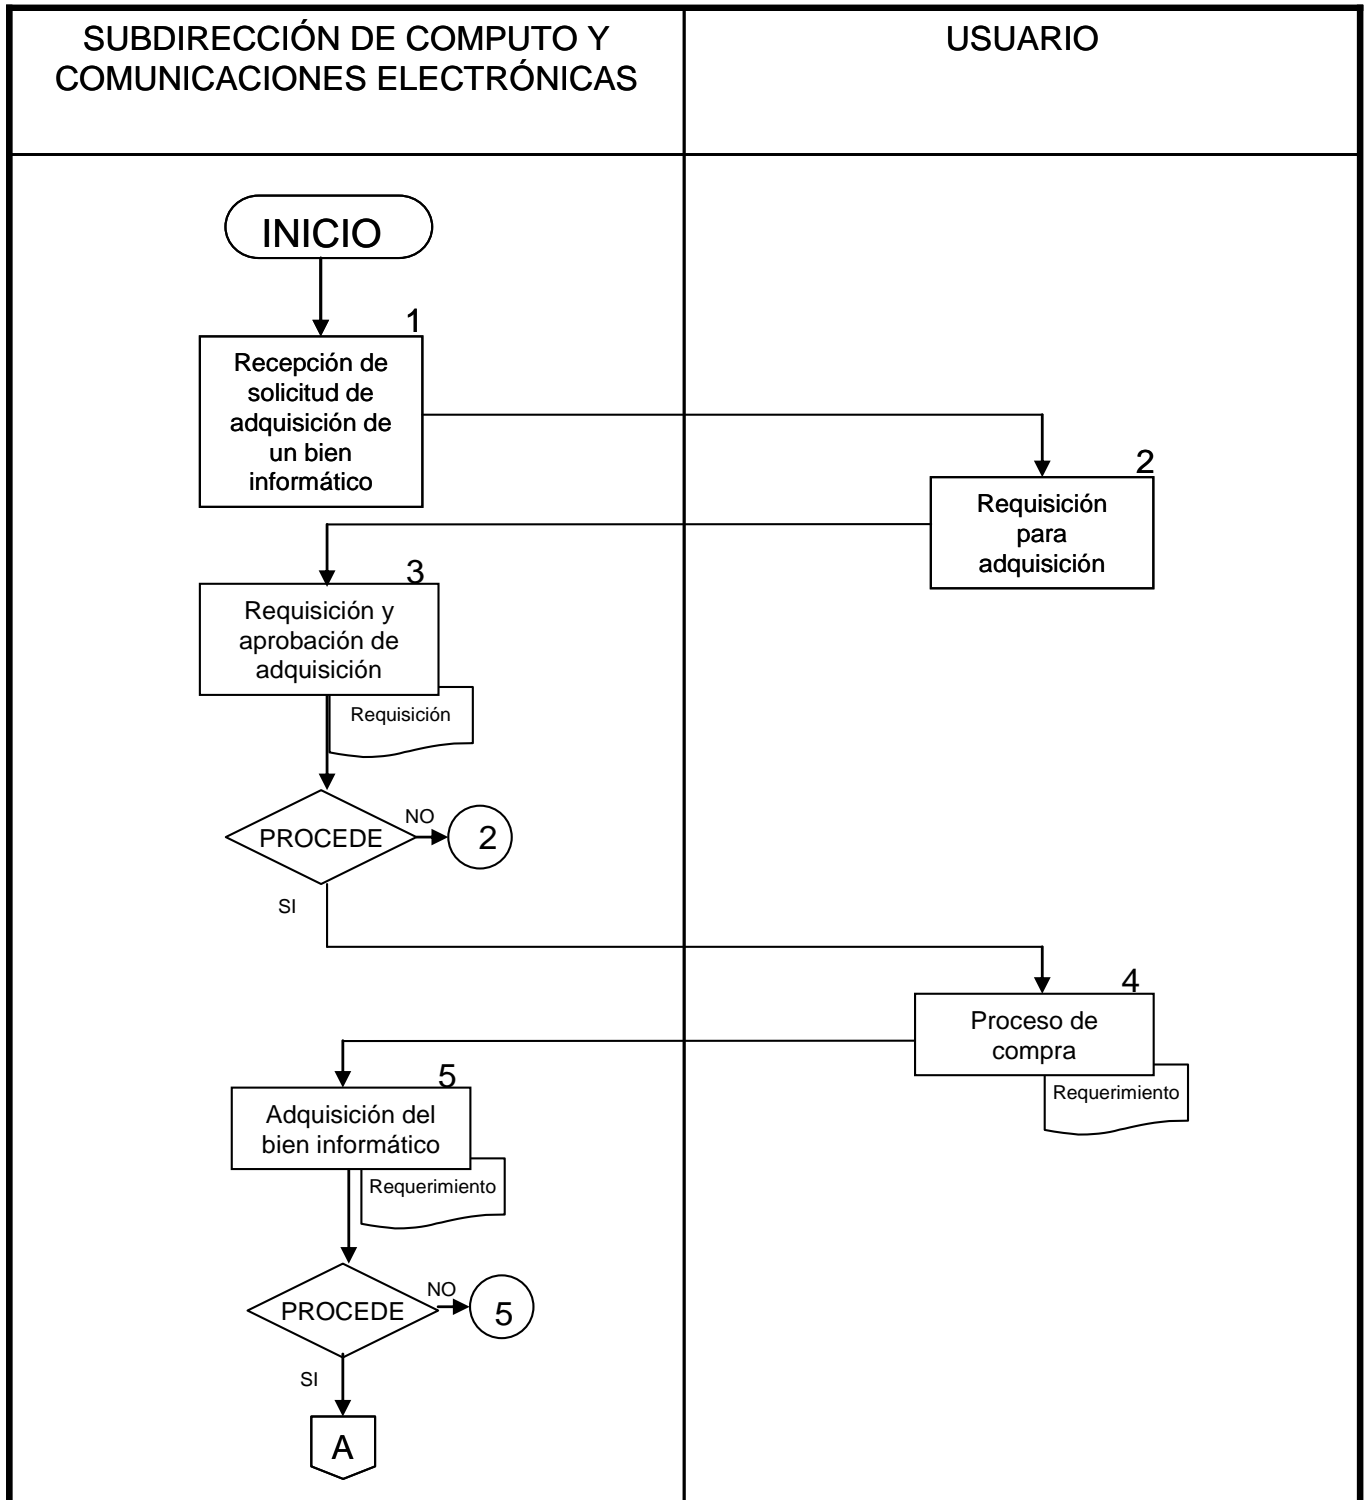 SUBDIRECCIÓN DE COMPUTO Y
COMUNICACIONES ELECTRÓNICAS
USUARIO
INICIO
1
Recepción de
solicitud de
adquisición de
un bien
informático
2
Requisición
para
adquisición
3
Requisición y
aprobación de
adquisición
Requisición
PROCEDE
NO
2
SI
4
Proceso de
compra
Requerimiento
5
Adquisición del
bien informático
Requerimiento
PROCEDE
NO
5
SI
A